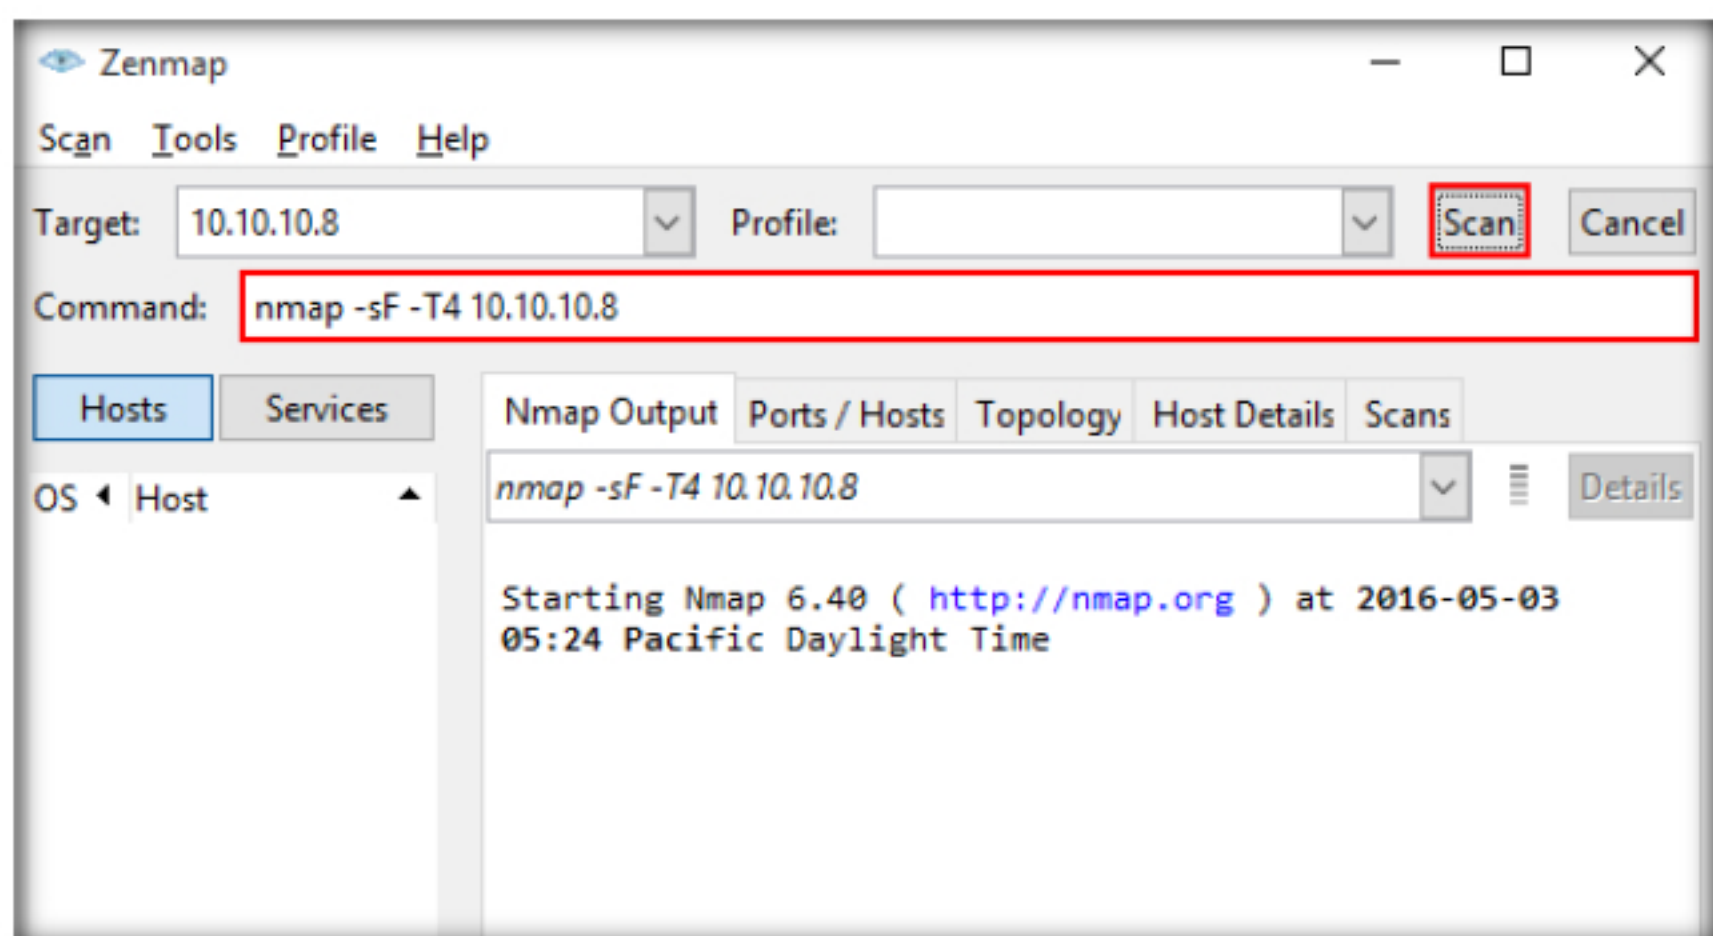 Zenmap
Scan Tools Profile Help
Target: 10.10.10.8 Profile: Scan Cancel
Command: nmap -sF -T4 10.10.10.8
Hosts Services Nmap Output Ports / Hosts Topology Host Details Scans
OS Host nmap -sF -T4 10.10.10.8 Details
Starting Nmap 6.40 ( http://nmap.org ) at 2016-05-03
05:24 Pacific Daylight Time